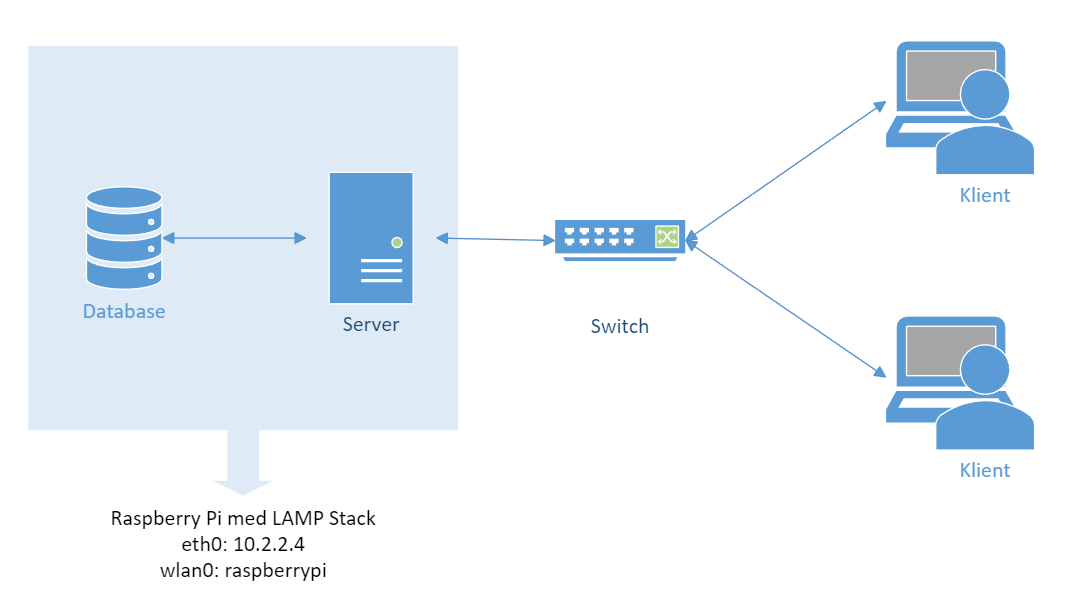 Klient
Database
Server
Switch
Klient
Raspberry Pi med LAMP Stack
eth0: 10.2.2.4
wlan0: raspberrypi